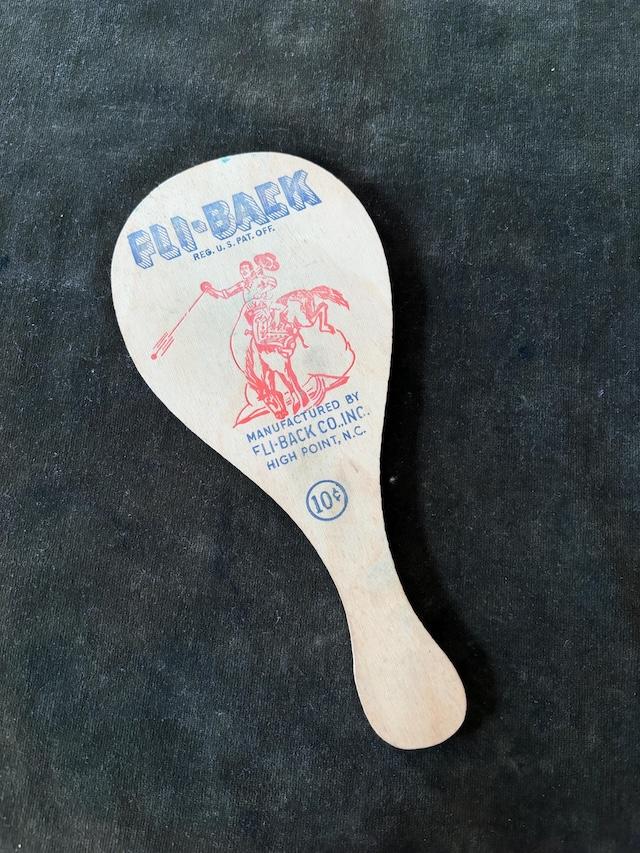 FLI-BACK
REG. U.S. PAT. OFF.
MANUFACTURED BY
FLI-BACK CO., INC.
HIGH POINT, N.C.
10¢